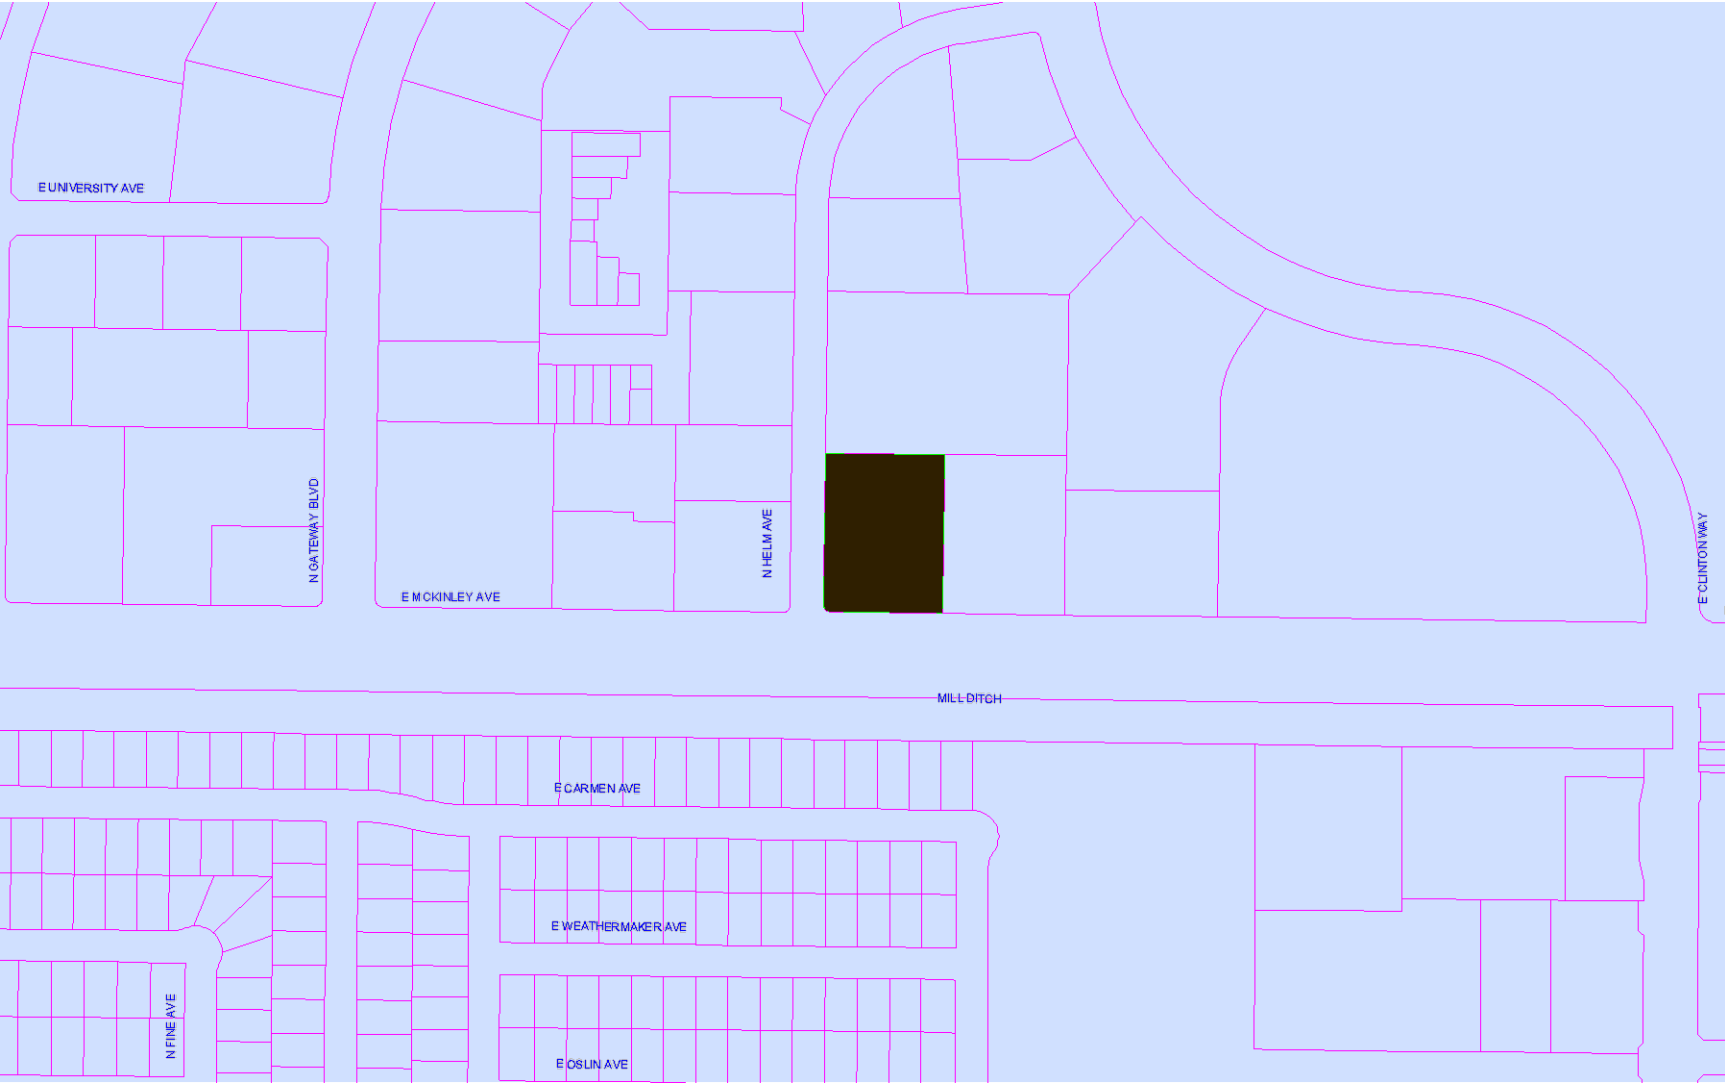 E UNIVERSITY AVE
N GATEWAY BLVD
N HELM AVE
E CLINTON WAY
E MCKINLEY AVE
MILL DITCH
E CARMEN AVE
E WEATHERMAKER AVE
N FINE AVE
E OSLIN AVE